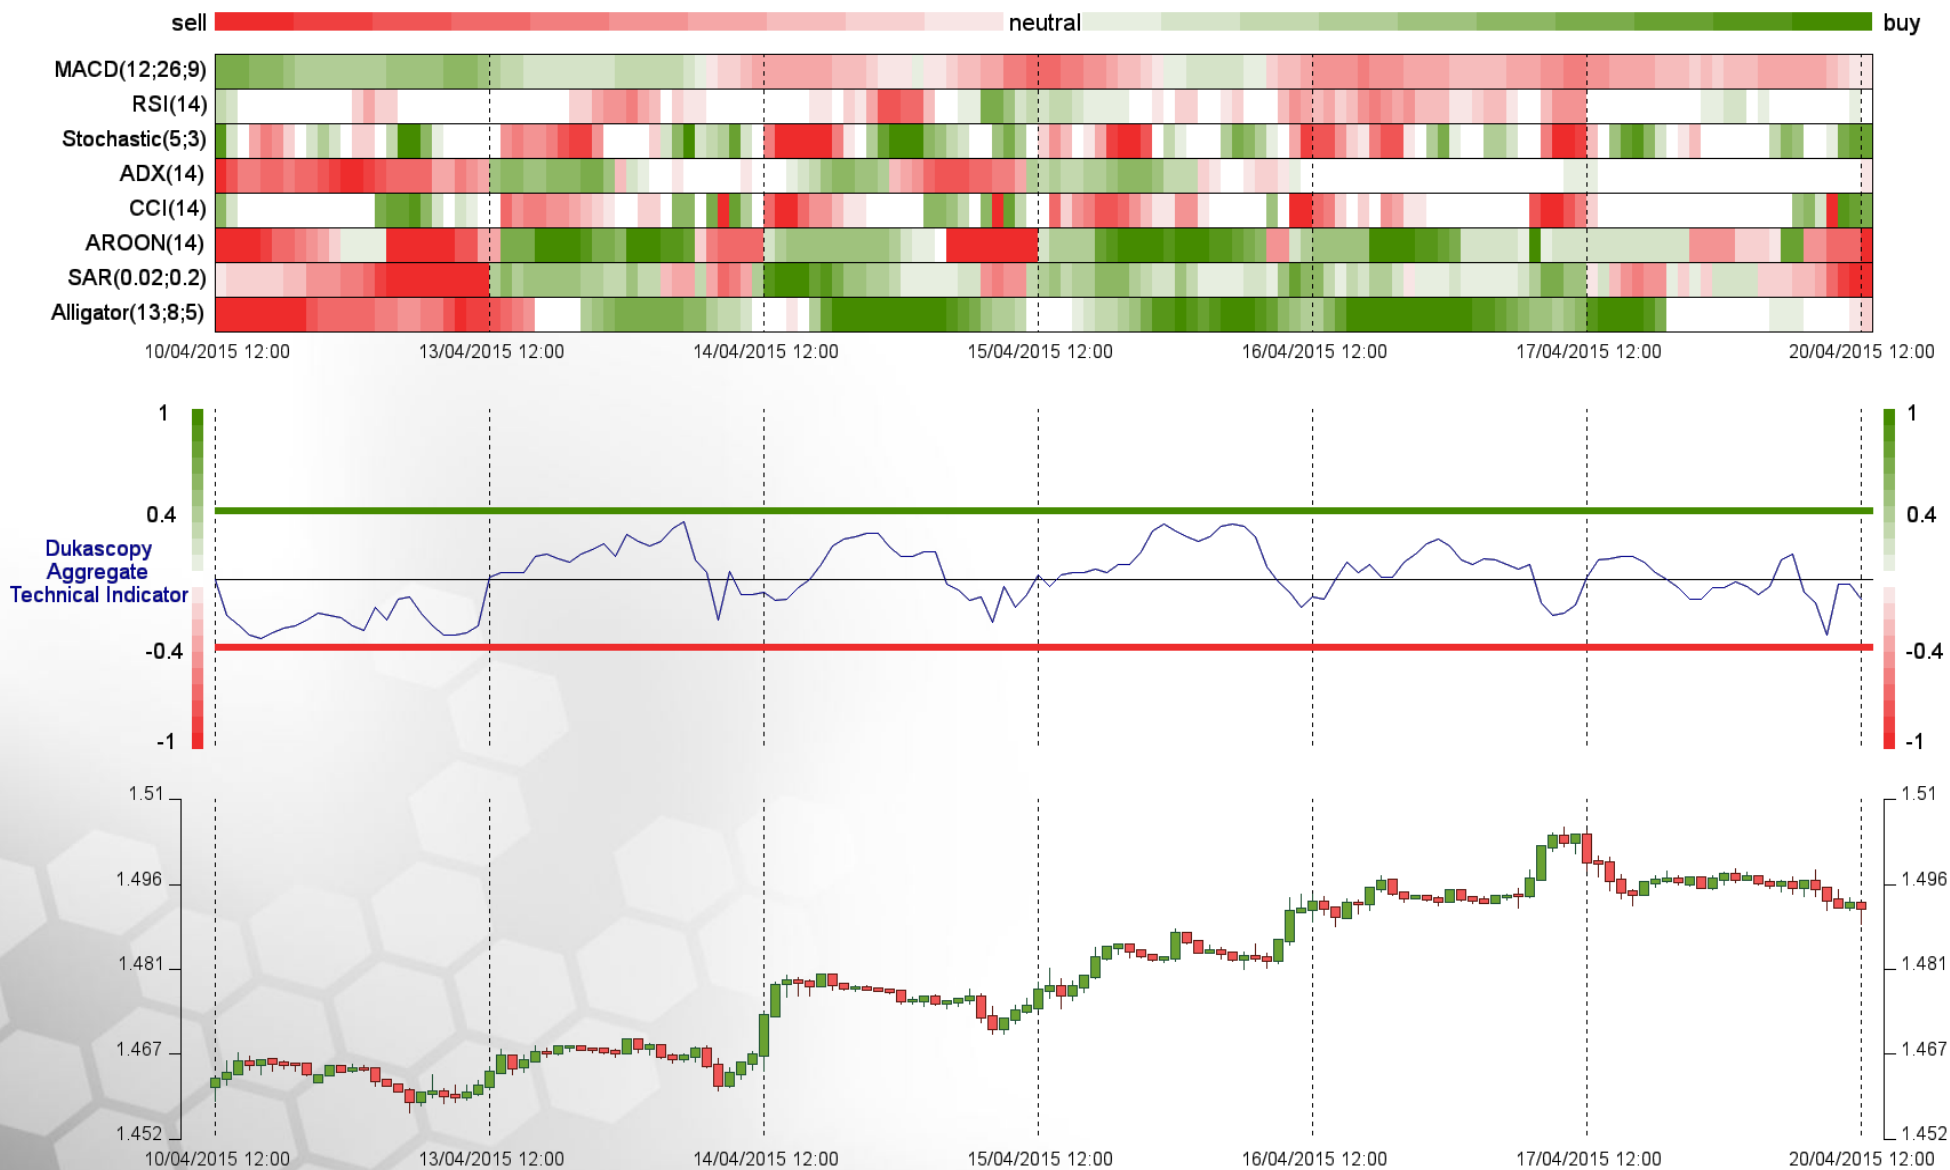 sell neutral buy
MACD(12;26;9)
RSI(14)
Stochastic(5;3)
ADX(14)
CCI(14)
AROON(14)
SAR(0.02;0.2)
Alligator(13;8;5)
10/04/2015 12:00 13/04/2015 12:00 14/04/2015 12:00 15/04/2015 12:00 16/04/2015 12:00 17/04/2015 12:00 20/04/2015 12:00
1 1
0.4 0.4
Dukascopy
Aggregate
Technical Indicator
-0.4 -0.4
-1 -1
1.51 1.51
1.496 1.496
1.481 1.481
1.467 1.467
1.452 1.452
10/04/2015 12:00 13/04/2015 12:00 14/04/2015 12:00 15/04/2015 12:00 16/04/2015 12:00 17/04/2015 12:00 20/04/2015 12:00